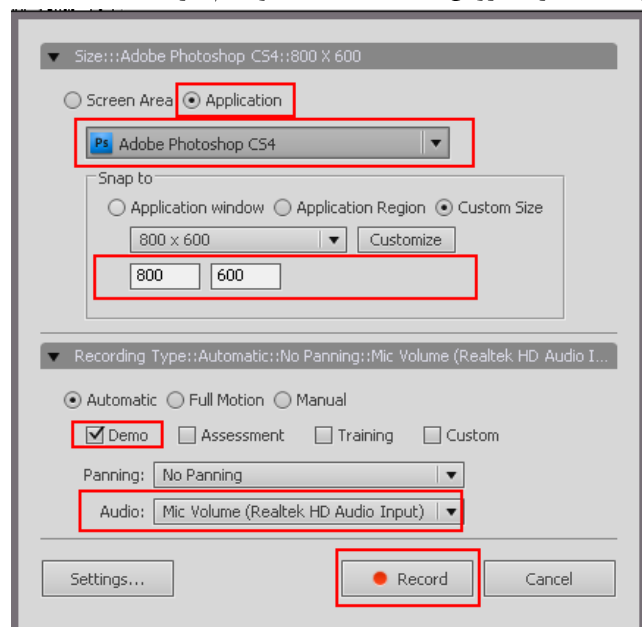 Size:::Adobe Photoshop CS4::800 X 600
Screen Area Application
Ps Adobe Photoshop CS4
Snap to
Application window Application Region Custom Size
800 x 600 Customize
800 600
Recording Type::Automatic::No Panning::Mic Volume (Realtek HD Audio I...
Automatic Full Motion Manual
Demo Assessment Training Custom
Panning: No Panning
Audio: Mic Volume (Realtek HD Audio Input)
Settings... Record Cancel